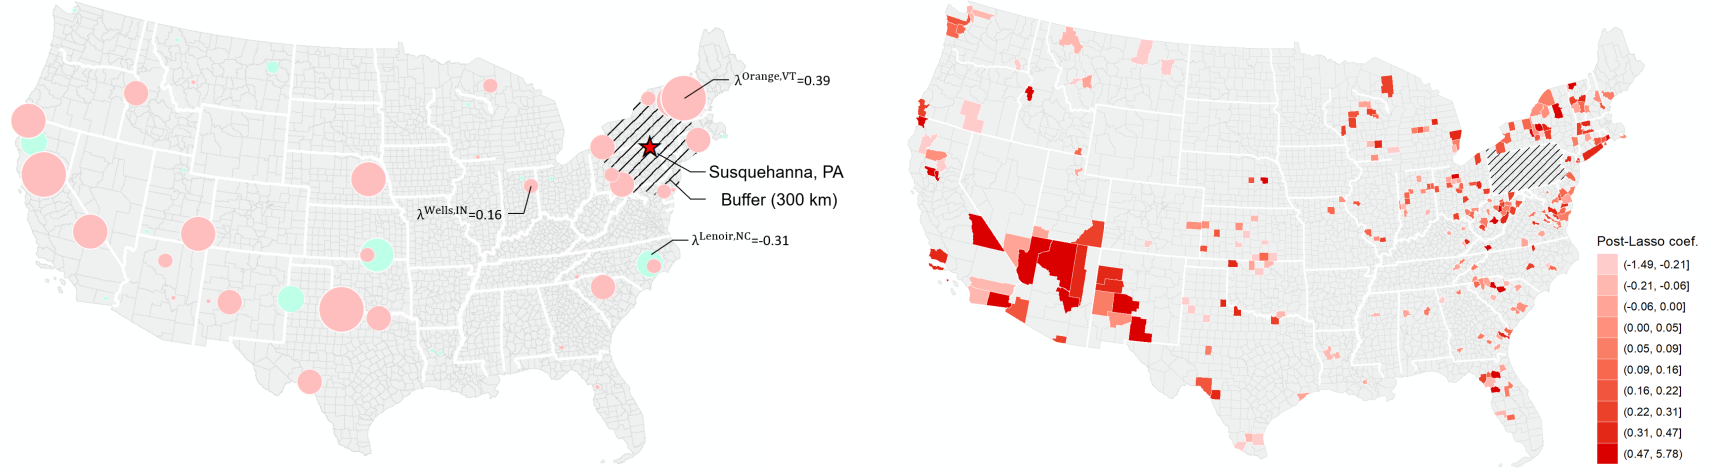 λOrange,VT=0.39
Susquehanna, PA
Buffer (300 km)
λWells,IN=0.16
λLenoir,NC=-0.31
Post-Lasso coef.
(-1.49, -0.21]
(-0.21, -0.06]
(-0.06, 0.00]
(0.00, 0.05]
(0.05, 0.09]
(0.09, 0.16]
(0.16, 0.22]
(0.22, 0.31]
(0.31, 0.47]
(0.47, 5.78)